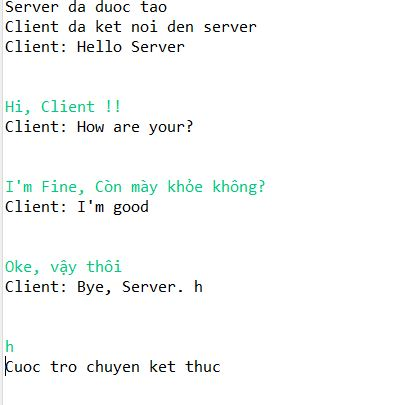 Server da duoc tao
Client da ket noi den server
Client: Hello Server
Hi, Client !!
Client: How are your?
I'm Fine, Còn mày khỏe không?
Client: I'm good
Oke, vậy thôi
Client: Bye, Server. h
h
Cuoc tro chuyen ket thuc